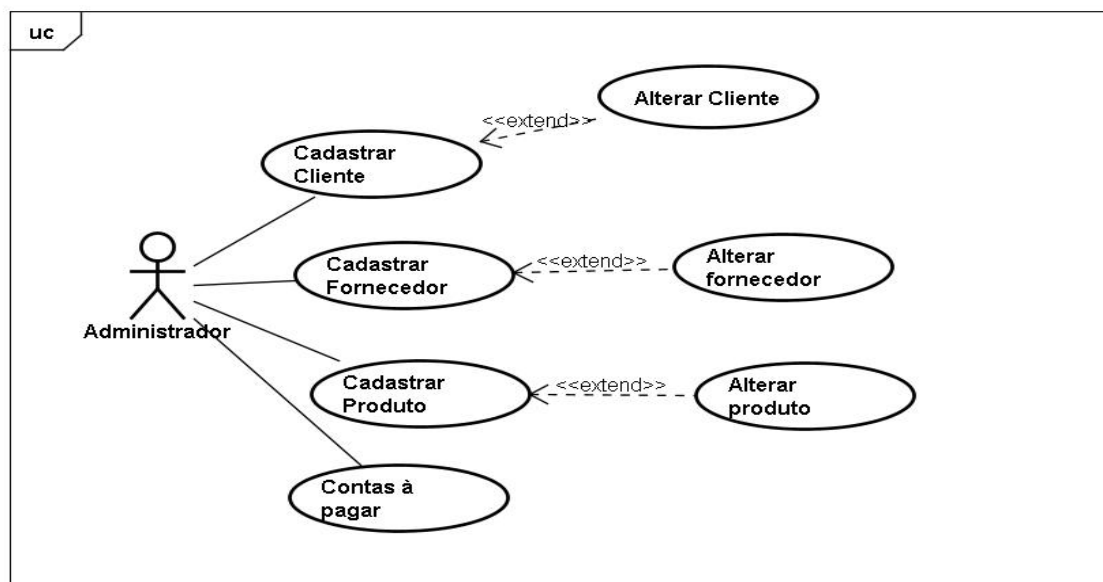 uc
Alterar Cliente
<<extend>>
Cadastrar
Cliente
Cadastrar
Fornecedor
<<extend>>
Alterar
fornecedor
Administrador
Cadastrar
Produto
<<extend>>
Alterar
produto
Contas à
pagar